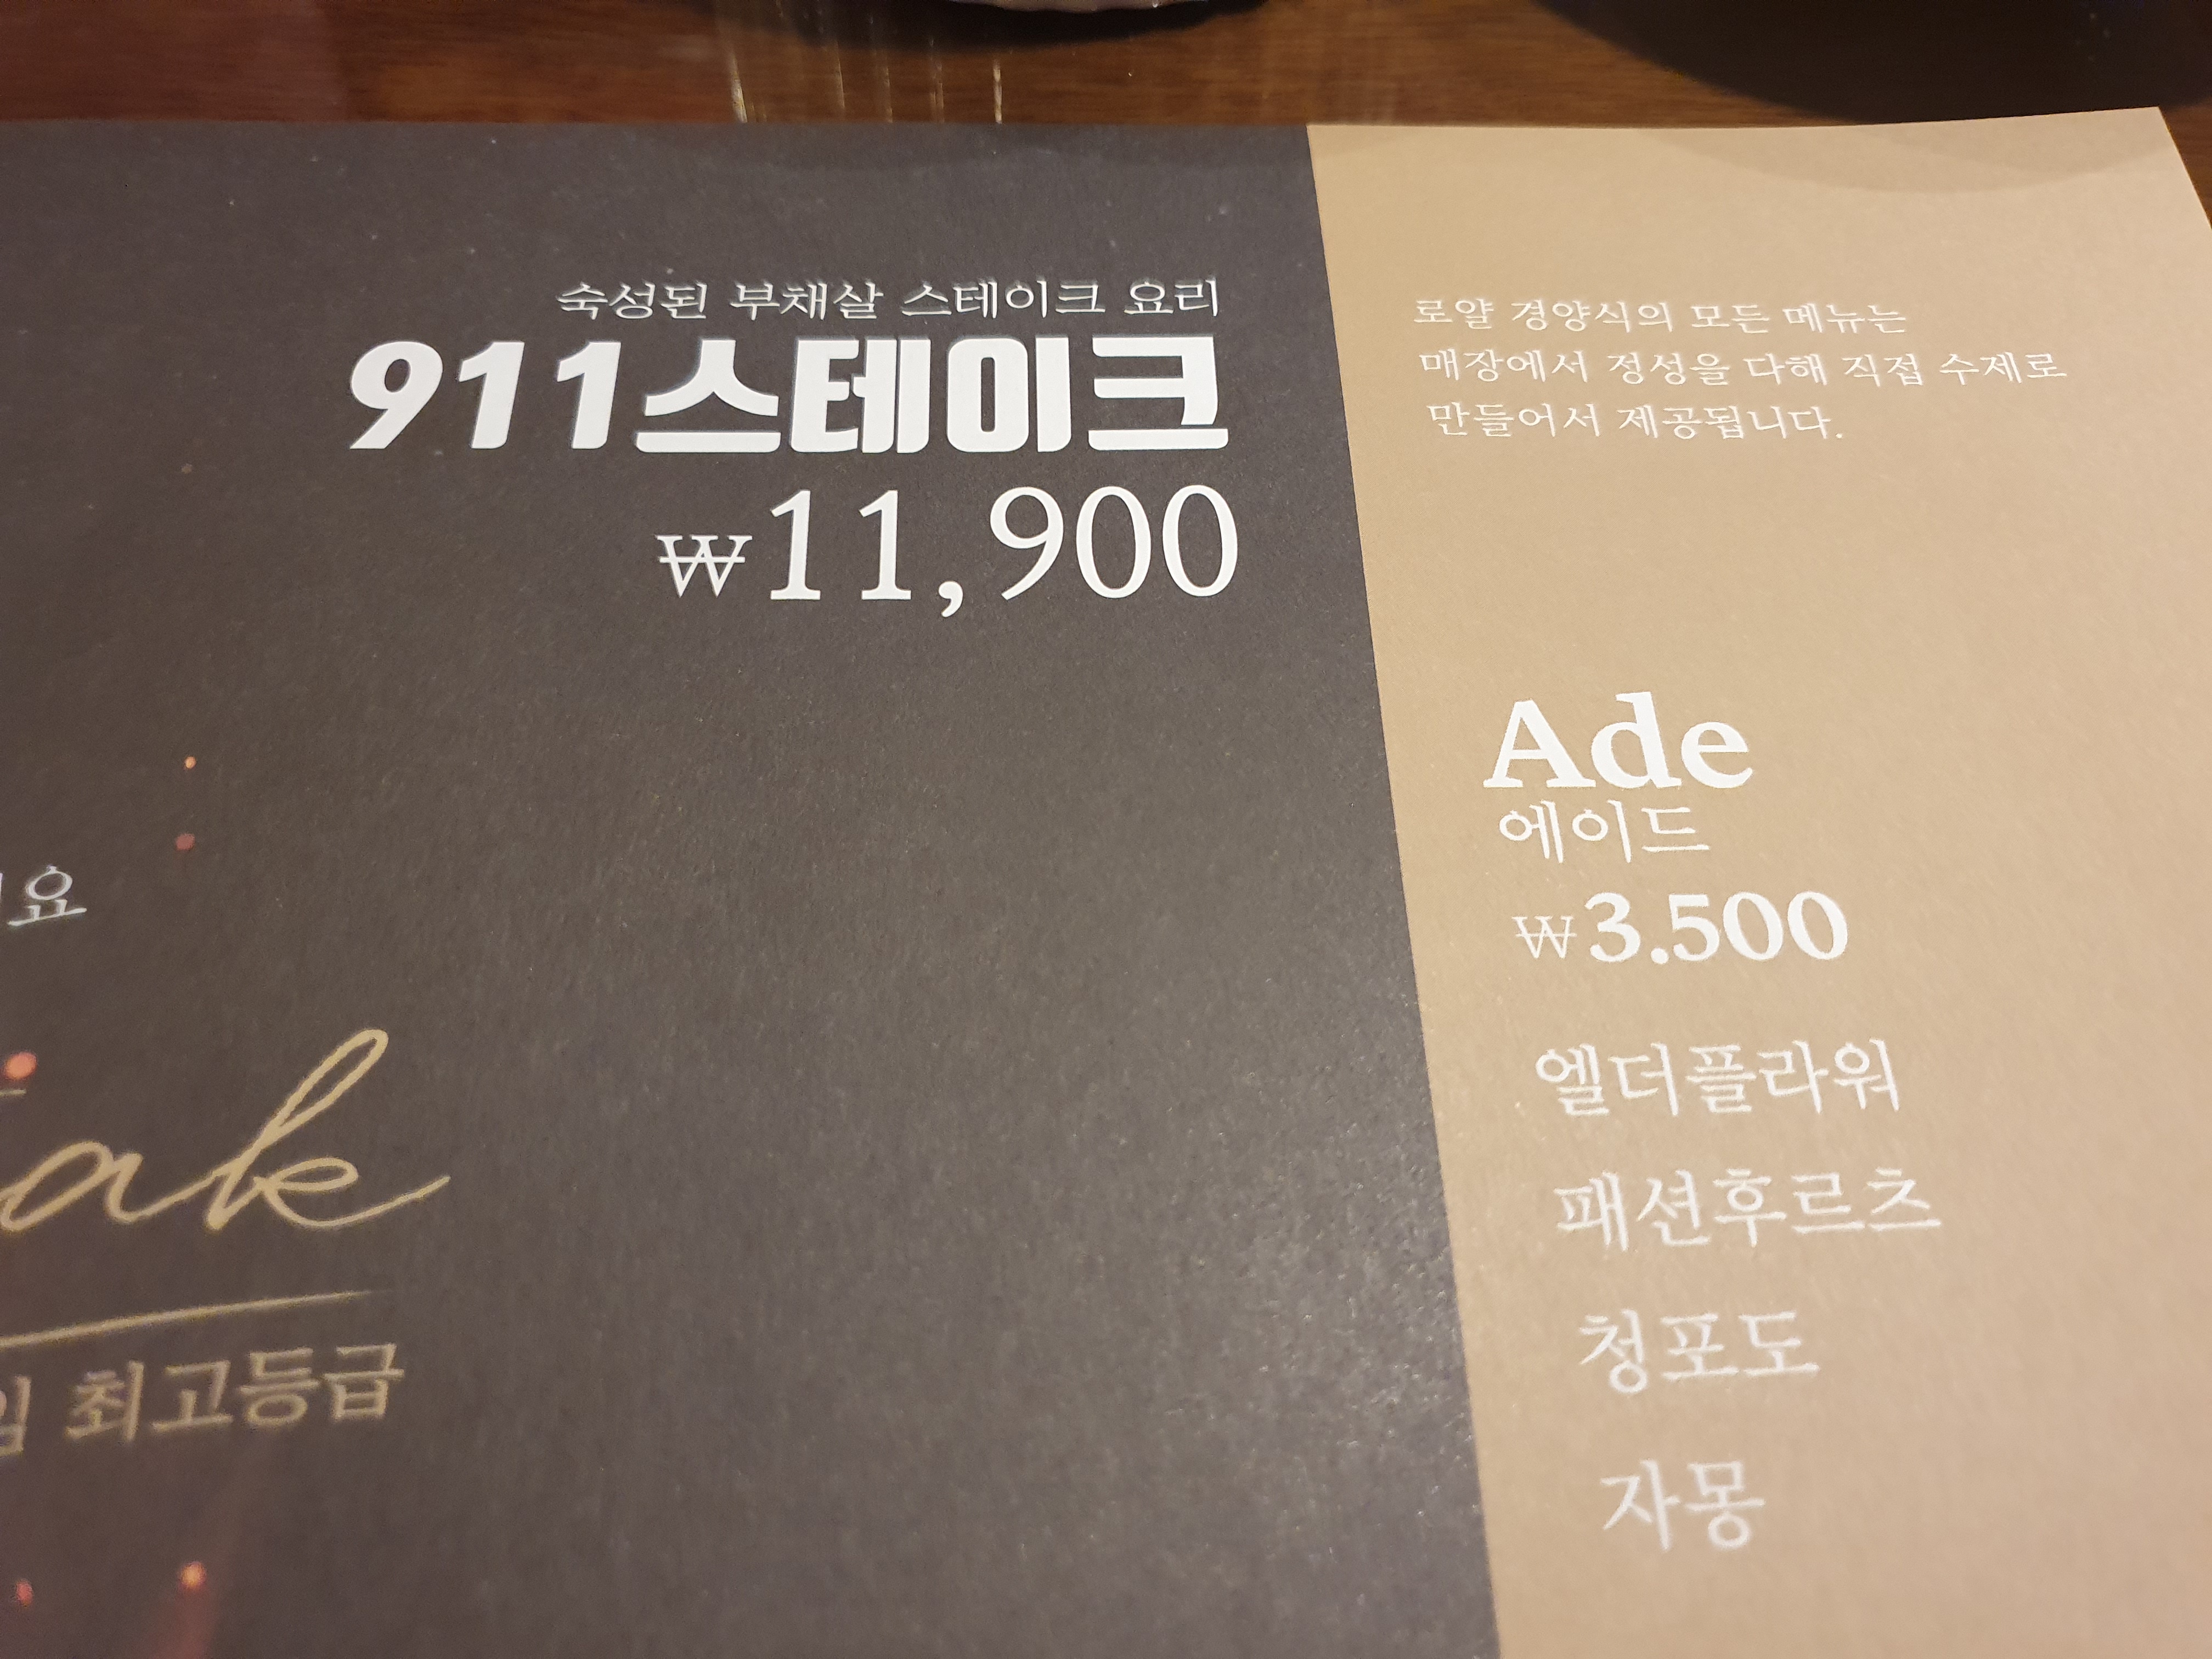 숙성된 부채살 스테이크 요리
911스테이크
₩11,900
로얄 경양식의 모든 메뉴는
매장에서 정성을 다해 직접 수제로
만들어서 제공됩니다.
Ade
에이드
₩3.500
엘더플라워
패션후르츠
청포도
자몽
요
ak
최고등급